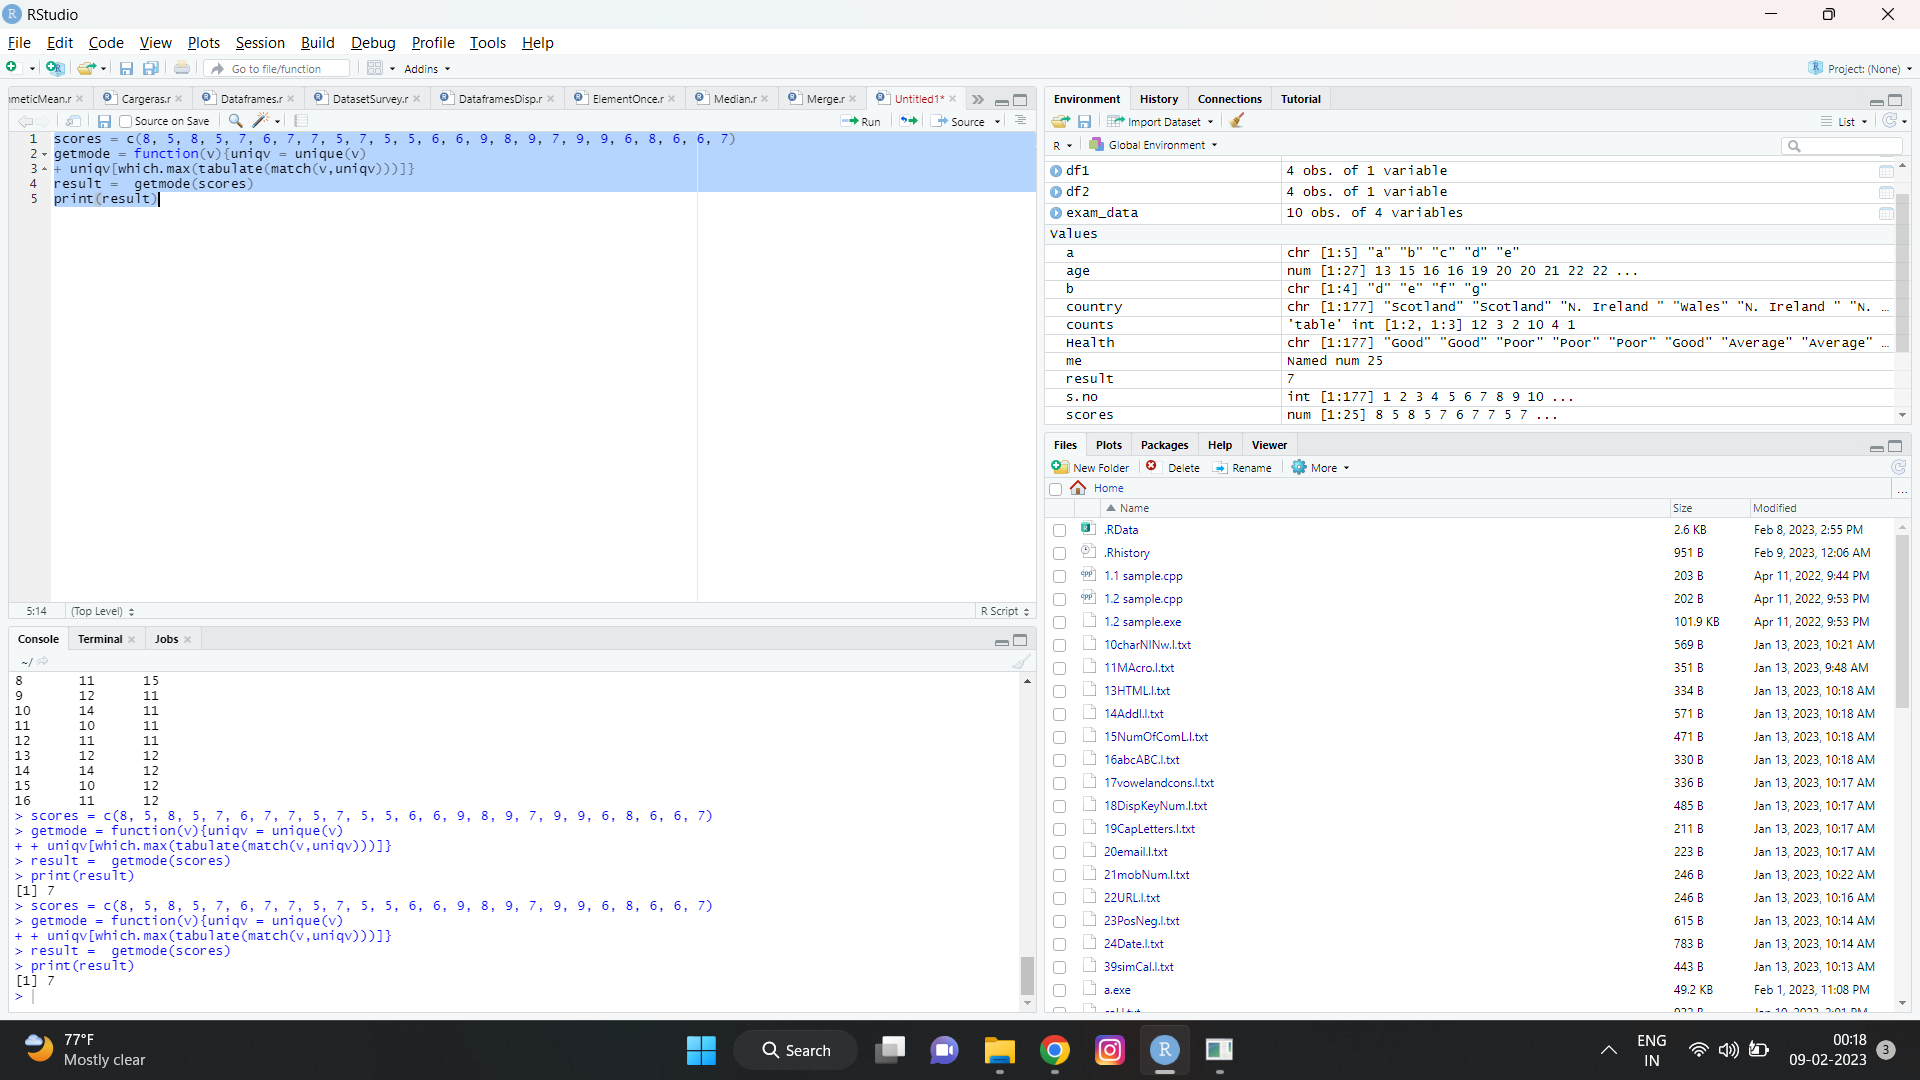 RStudio
File Edit Code View Plots Session Build Debug Profile Tools Help
Go to file/function Addins Project: (None)
meticMean.r Cargeras.r Dataframes.r DatasetSurvey.r DataframesDisp.r ElementOnce.r Median.r Merge.r Untitled1*
Source on Save Run Source
1 scores = c(8, 5, 8, 5, 7, 6, 7, 7, 5, 7, 5, 5, 6, 6, 9, 8, 9, 7, 9, 9, 6, 8, 6, 6, 7)
2 getmode = function(v){uniqv = unique(v)
3 + uniqv[which.max(tabulate(match(v,uniqv)))]}
4 result =  getmode(scores)
5 print(result)
5:14 (Top Level) R Script
Console Terminal Jobs
~/
8 11 15
9 12 11
10 14 11
11 10 11
12 11 11
13 12 12
14 14 12
15 10 12
16 11 12
> scores = c(8, 5, 8, 5, 7, 6, 7, 7, 5, 7, 5, 5, 6, 6, 9, 8, 9, 7, 9, 9, 6, 8, 6, 6, 7)
> getmode = function(v){uniqv = unique(v)
+ + uniqv[which.max(tabulate(match(v,uniqv)))]}
> result =  getmode(scores)
> print(result)
[1] 7
> scores = c(8, 5, 8, 5, 7, 6, 7, 7, 5, 7, 5, 5, 6, 6, 9, 8, 9, 7, 9, 9, 6, 8, 6, 6, 7)
> getmode = function(v){uniqv = unique(v)
+ + uniqv[which.max(tabulate(match(v,uniqv)))]}
> result =  getmode(scores)
> print(result)
[1] 7
>
Environment History Connections Tutorial
Import Dataset List
R Global Environment
df1 4 obs. of 1 variable
df2 4 obs. of 1 variable
exam_data 10 obs. of 4 variables
Values
a chr [1:5] "a" "b" "c" "d" "e"
age num [1:27] 13 15 16 16 19 20 20 21 22 22 ...
b chr [1:4] "d" "e" "f" "g"
country chr [1:177] "Scotland" "Scotland" "N. Ireland " "Wales" "N. Ireland " "N. …
counts 'table' int [1:2, 1:3] 12 3 2 10 4 1
Health chr [1:177] "Good" "Good" "Poor" "Poor" "Poor" "Good" "Average" "Average" …
me Named num 25
result 7
s.no int [1:177] 1 2 3 4 5 6 7 8 9 10 ...
scores num [1:25] 8 5 8 5 7 6 7 7 5 7 ...
Files Plots Packages Help Viewer
New Folder Delete Rename More
Home ...
Name Size Modified
.RData 2.6 KB Feb 8, 2023, 2:55 PM
.Rhistory 951 B Feb 9, 2023, 12:06 AM
1.1 sample.cpp 203 B Apr 11, 2022, 9:44 PM
1.2 sample.cpp 202 B Apr 11, 2022, 9:53 PM
1.2 sample.exe 101.9 KB Apr 11, 2022, 9:53 PM
10charNlNw.l.txt 569 B Jan 13, 2023, 10:21 AM
11MAcro.l.txt 351 B Jan 13, 2023, 9:48 AM
13HTML.l.txt 334 B Jan 13, 2023, 10:18 AM
14Addl.l.txt 571 B Jan 13, 2023, 10:18 AM
15NumOfComL.l.txt 471 B Jan 13, 2023, 10:18 AM
16abcABC.l.txt 330 B Jan 13, 2023, 10:18 AM
17vowelandcons.l.txt 336 B Jan 13, 2023, 10:17 AM
18DispKeyNum.l.txt 485 B Jan 13, 2023, 10:17 AM
19CapLetters.l.txt 211 B Jan 13, 2023, 10:17 AM
20email.l.txt 223 B Jan 13, 2023, 10:17 AM
21mobNum.l.txt 246 B Jan 13, 2023, 10:22 AM
22URL.l.txt 246 B Jan 13, 2023, 10:16 AM
23PosNeg.l.txt 615 B Jan 13, 2023, 10:14 AM
24Date.l.txt 783 B Jan 13, 2023, 10:14 AM
39simCal.l.txt 443 B Jan 13, 2023, 10:13 AM
a.exe 49.2 KB Feb 1, 2023, 11:08 PM
77°F
Mostly clear
Search
ENG
IN
00:18
09-02-2023
3